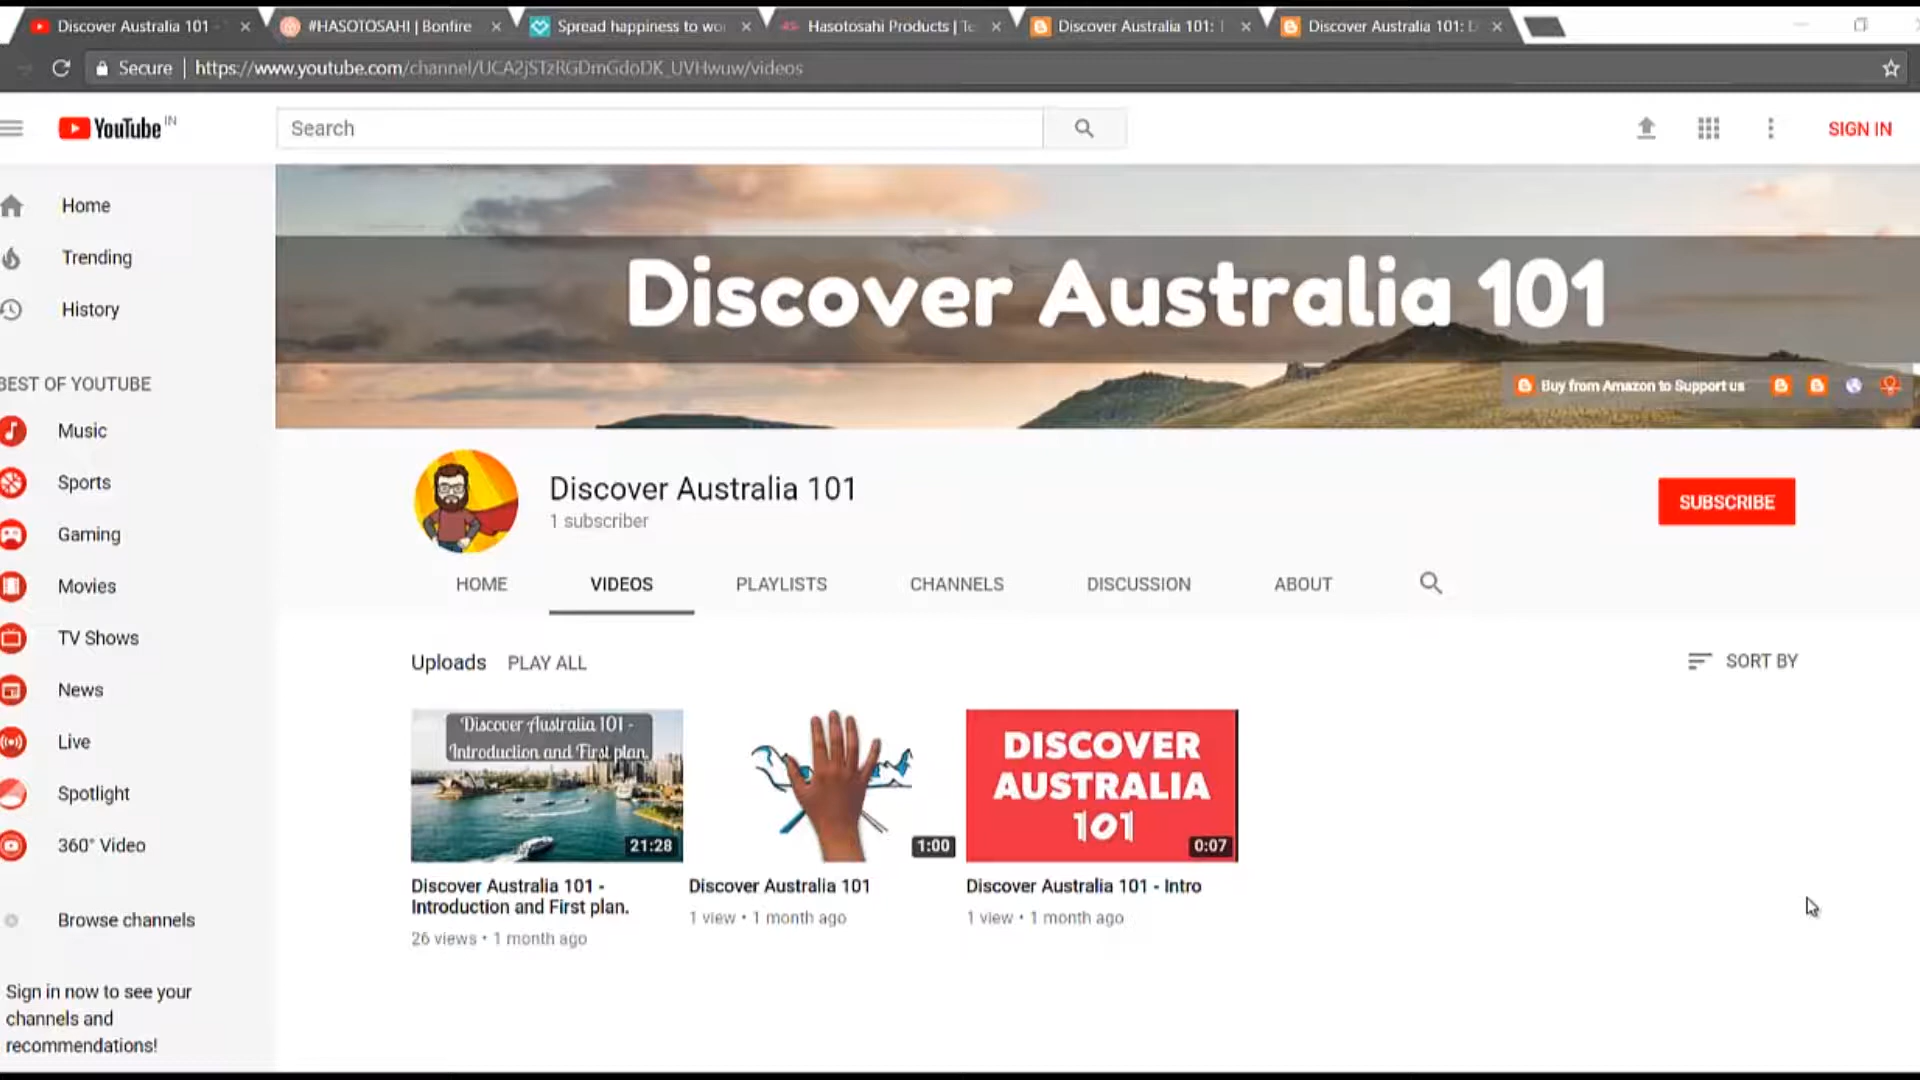 Discover Australia 101 -
#HASOTOSAHI | Bonfire
Spread happiness to wo
Hasotosahi Products | Te
Discover Australia 101:
Discover Australia 101: D
Secure | https://www.youtube.com/channel/UCA2jSTzRGDmGdoDK_UVHwuw/videos
YouTube IN
Search
SIGN IN
Home
Trending
History
BEST OF YOUTUBE
Music
Sports
Gaming
Movies
TV Shows
News
Live
Spotlight
360° Video
Browse channels
Sign in now to see your
channels and
recommendations!
Discover Australia 101
Buy from Amazon to Support us
Discover Australia 101
1 subscriber
SUBSCRIBE
HOME VIDEOS PLAYLISTS CHANNELS DISCUSSION ABOUT
Uploads PLAY ALL
SORT BY
Discover Australia 101 -
Introduction and First plan.
21:28
1:00
DISCOVER
AUSTRALIA
101
0:07
Discover Australia 101 -
Introduction and First plan.
26 views • 1 month ago
Discover Australia 101
1 view • 1 month ago
Discover Australia 101 - Intro
1 view • 1 month ago